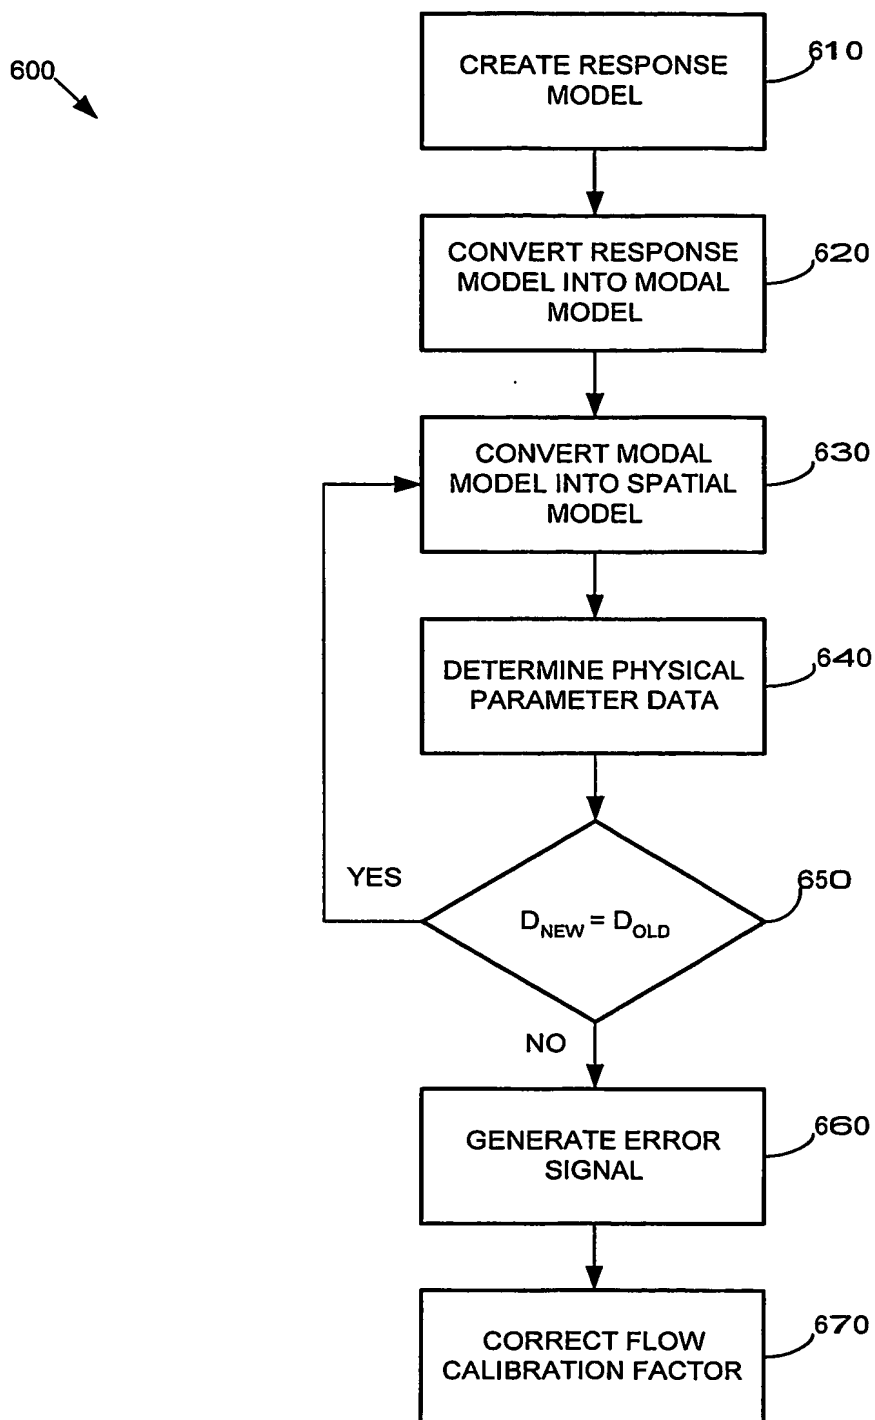 600
CREATE RESPONSE
MODEL
610
CONVERT RESPONSE
MODEL INTO MODAL
MODEL
620
CONVERT MODAL
MODEL INTO SPATIAL
MODEL
630
DETERMINE PHYSICAL
PARAMETER DATA
640
YES
D_NEW = D_OLD
650
NO
GENERATE ERROR
SIGNAL
660
CORRECT FLOW
CALIBRATION FACTOR
670